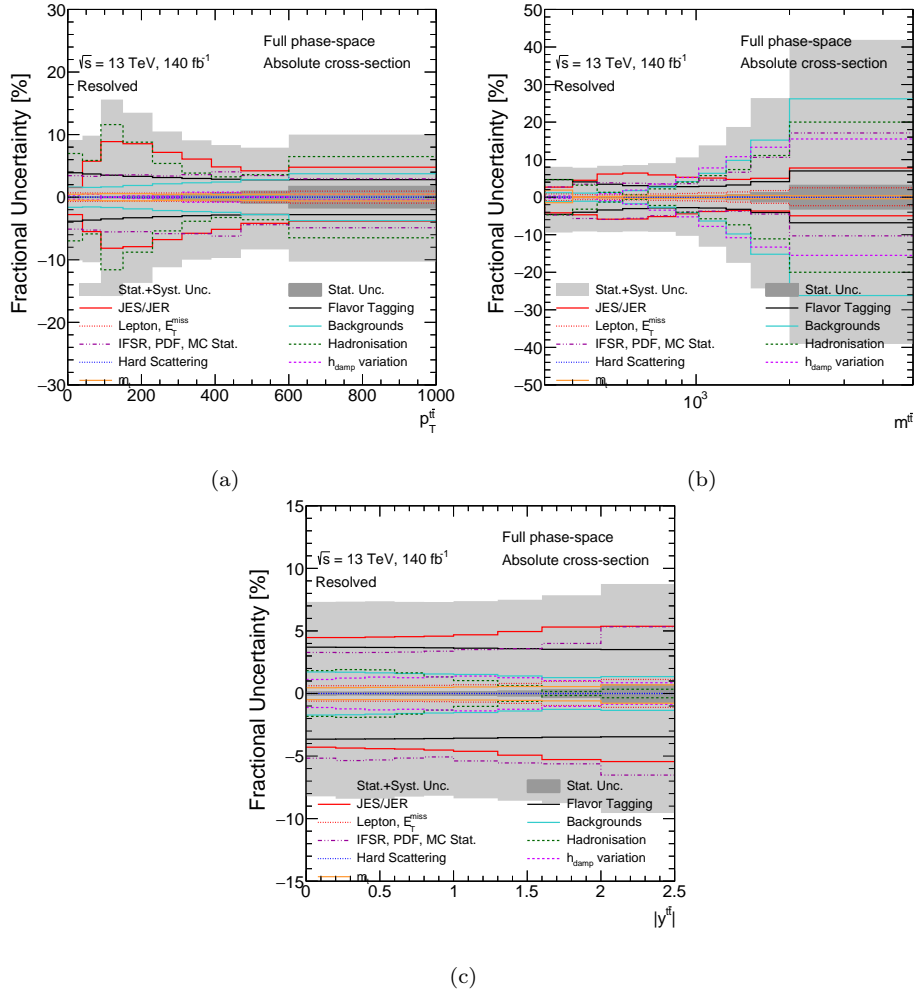 30
20
10
0
−10
−20
−30
Fractional Uncertainty [%]
√s = 13 TeV, 140 fb⁻¹
Resolved
Full phase-space
Absolute cross-section
Stat.+Syst. Unc.
Stat. Unc.
JES/JER
Flavor Tagging
Lepton, E_T^miss
Backgrounds
IFSR, PDF, MC Stat.
Hadronisation
Hard Scattering
h_damp variation
0 200 400 600 800 1000
p_T^tt̄
(a)
50
40
30
20
10
0
−10
−20
−30
−40
−50
Fractional Uncertainty [%]
√s = 13 TeV, 140 fb⁻¹
Resolved
Full phase-space
Absolute cross-section
Stat.+Syst. Unc.
Stat. Unc.
JES/JER
Flavor Tagging
Lepton, E_T^miss
Backgrounds
IFSR, PDF, MC Stat.
Hadronisation
Hard Scattering
h_damp variation
10³
m^tt̄
(b)
15
10
5
0
−5
−10
−15
Fractional Uncertainty [%]
√s = 13 TeV, 140 fb⁻¹
Resolved
Full phase-space
Absolute cross-section
Stat.+Syst. Unc.
Stat. Unc.
JES/JER
Flavor Tagging
Lepton, E_T^miss
Backgrounds
IFSR, PDF, MC Stat.
Hadronisation
Hard Scattering
h_damp variation
0 0.5 1 1.5 2 2.5
|y^tt̄|
(c)